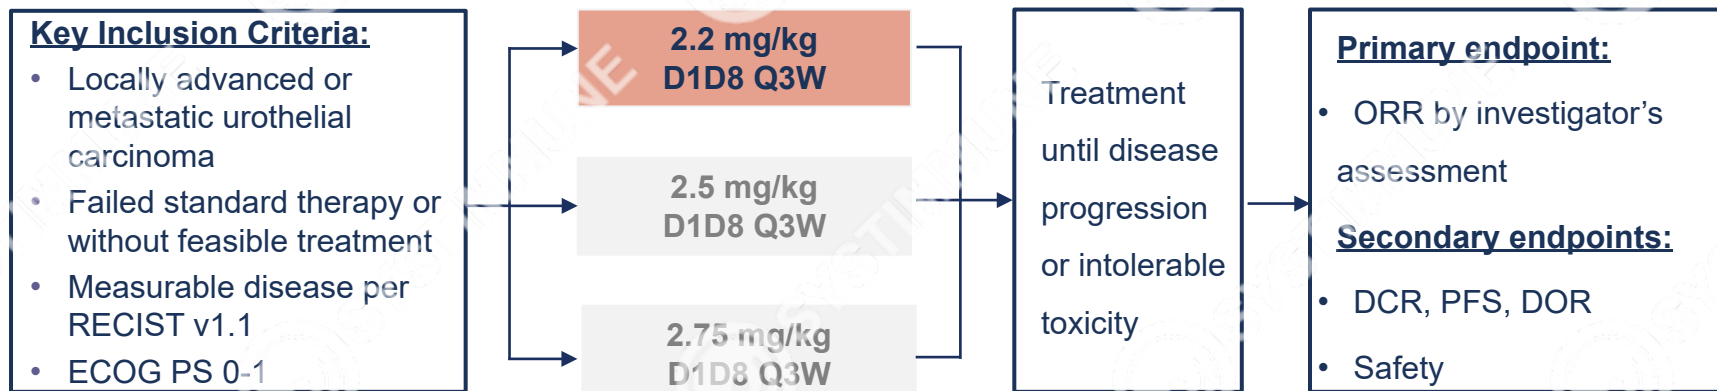 Key Inclusion Criteria:
• Locally advanced or
metastatic urothelial
carcinoma
• Failed standard therapy or
without feasible treatment
• Measurable disease per
RECIST v1.1
• ECOG PS 0-1
2.2 mg/kg
D1D8 Q3W
2.5 mg/kg
D1D8 Q3W
2.75 mg/kg
D1D8 Q3W
Treatment
until disease
progression
or intolerable
toxicity
Primary endpoint:
• ORR by investigator’s
assessment
Secondary endpoints:
• DCR, PFS, DOR
• Safety
SYSTIMMUNE